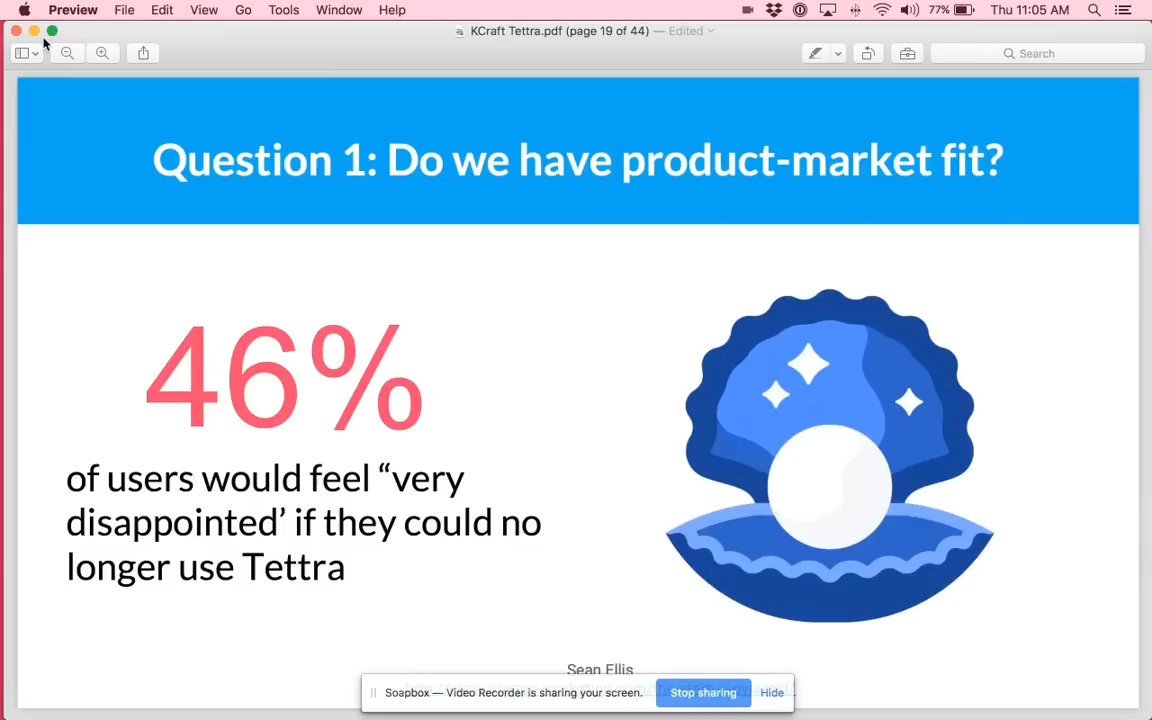 Preview File Edit View Go Tools Window Help 77% Thu 11:05 AM
KCraft Tettra.pdf (page 19 of 44) — Edited
Search
Question 1: Do we have product-market fit?
46%
of users would feel “very
disappointed’ if they could no
longer use Tettra
Sean Ellis
Soapbox — Video Recorder is sharing your screen. Stop sharing Hide